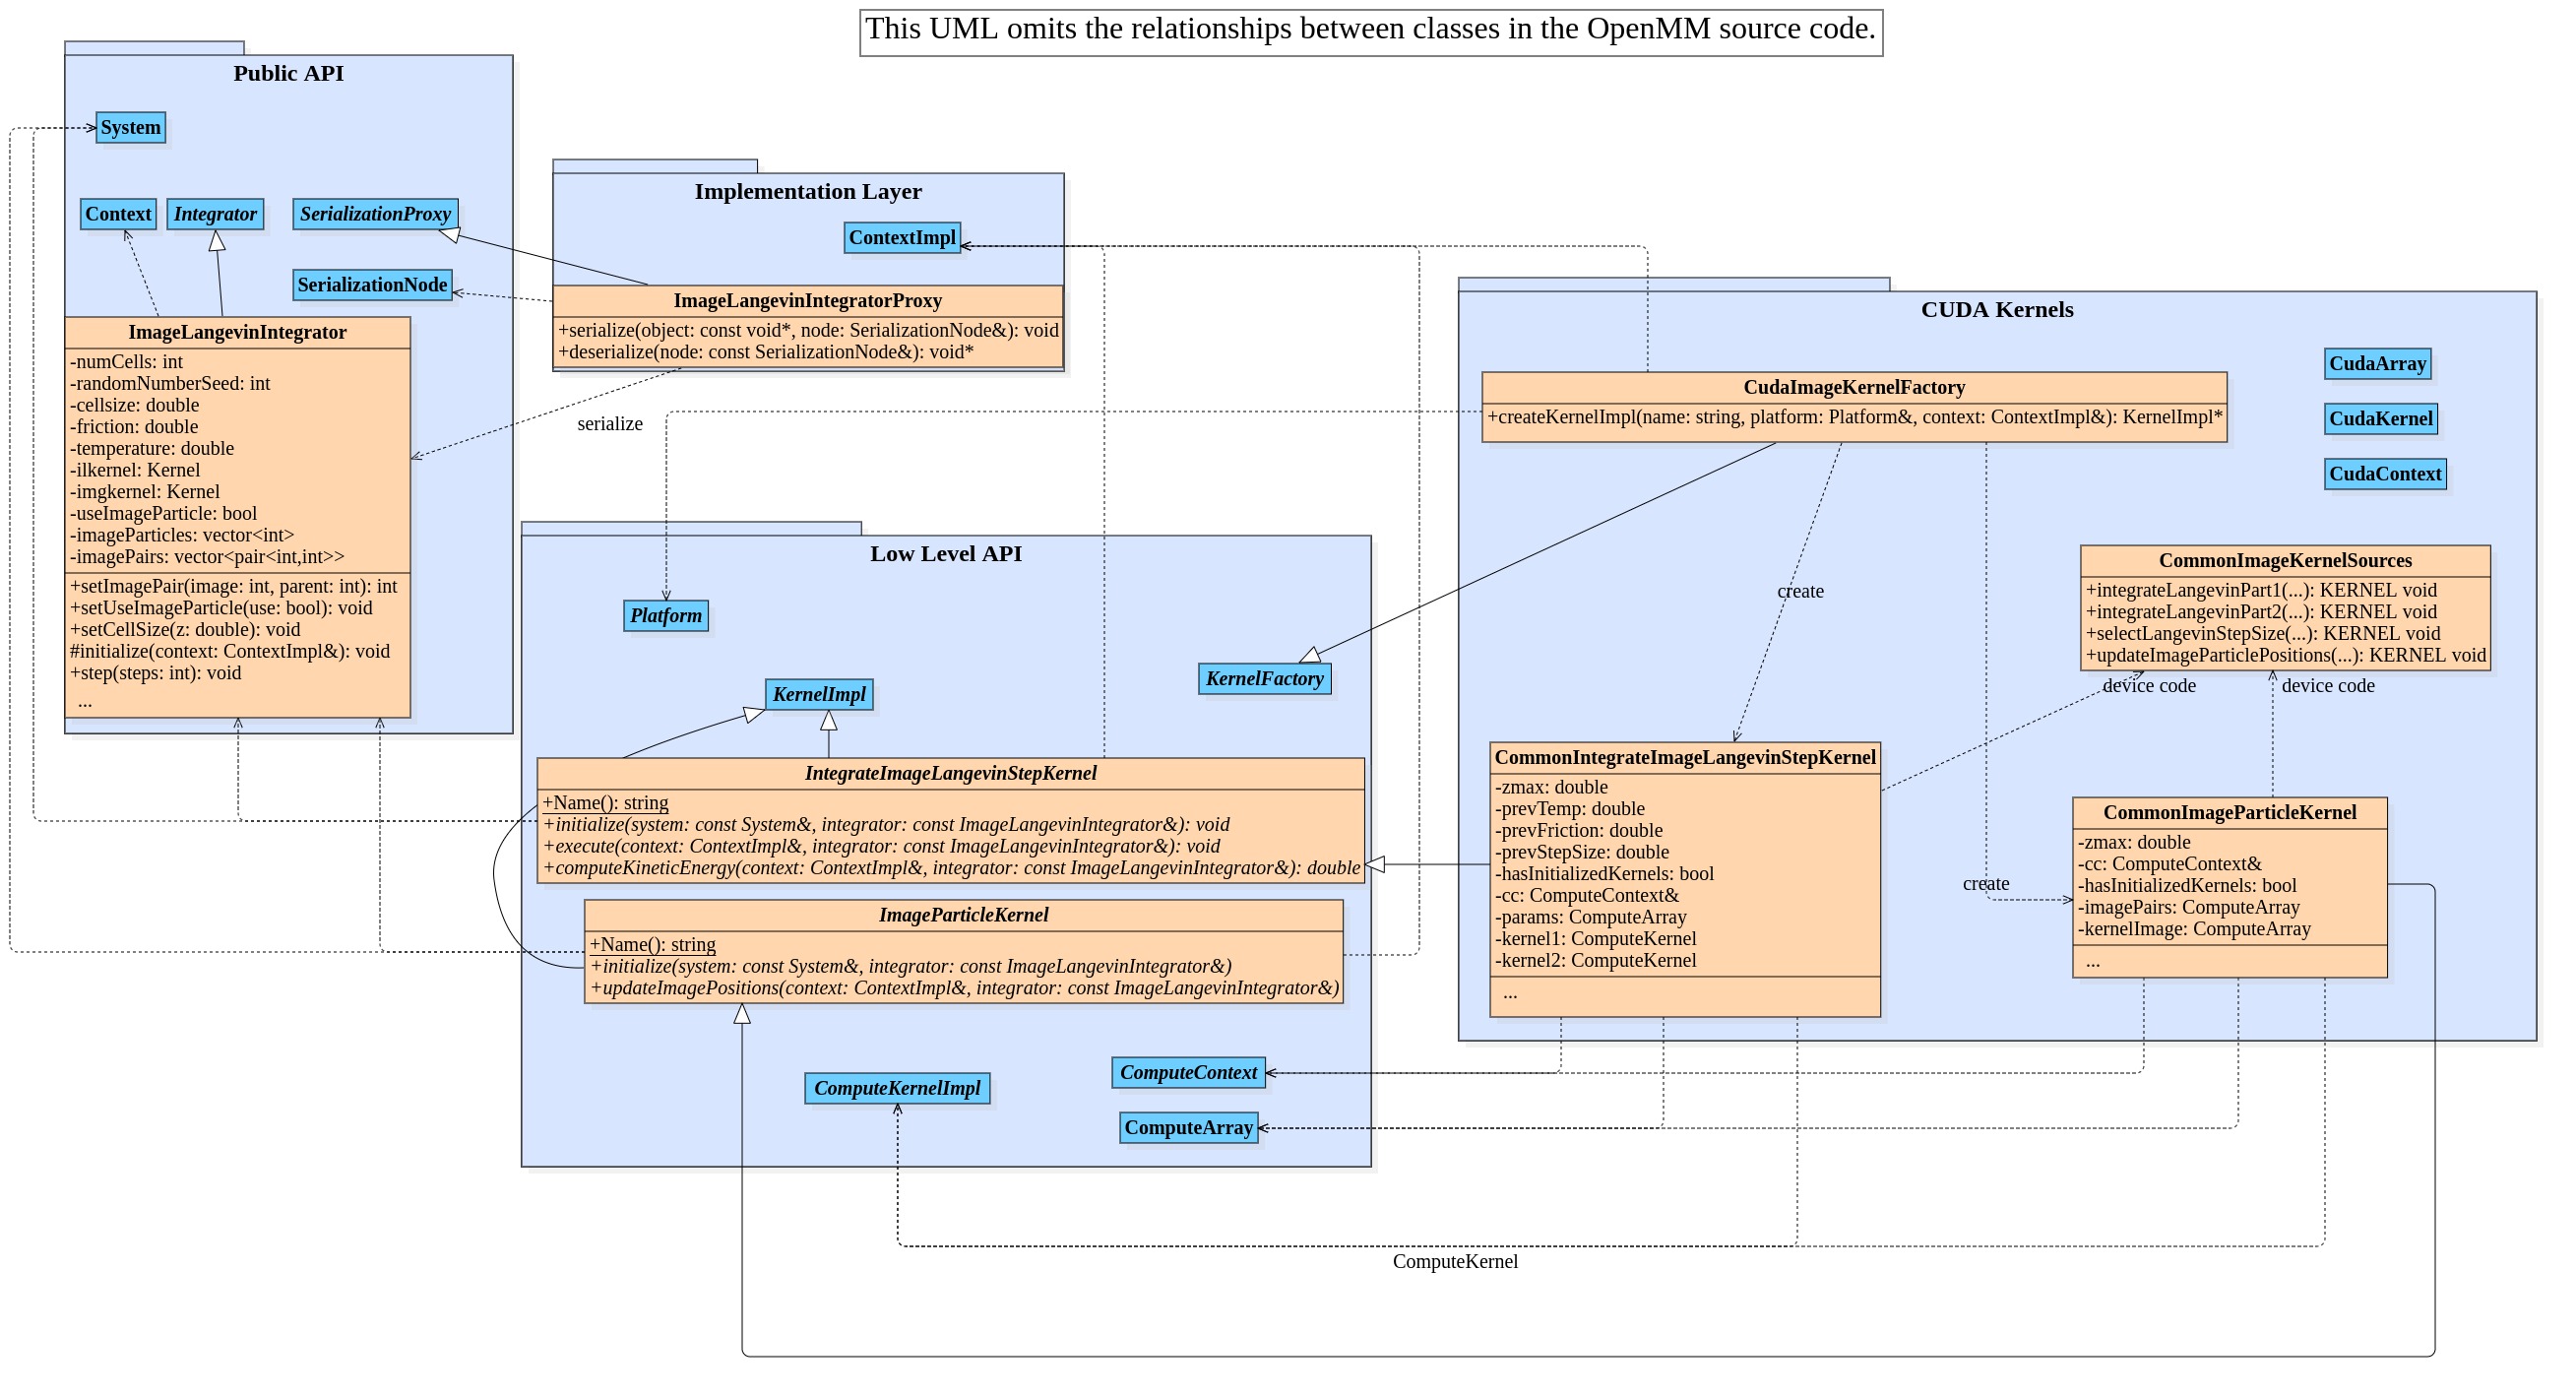 This UML omits the relationships between classes in the OpenMM source code.
Public API
System
Context
Integrator
SerializationProxy
SerializationNode
ImageLangevinIntegrator
-numCells: int
-randomNumberSeed: int
-cellsize: double
-friction: double
-temperature: double
-ilkernel: Kernel
-imgkernel: Kernel
-useImageParticle: bool
-imageParticles: vector<int>
-imagePairs: vector<pair<int,int>>
+setImagePair(image: int, parent: int): int
+setUseImageParticle(use: bool): void
+setCellSize(z: double): void
#initialize(context: ContextImpl&): void
+step(steps: int): void
...
Implementation Layer
ContextImpl
ImageLangevinIntegratorProxy
+serialize(object: const void*, node: SerializationNode&): void
+deserialize(node: const SerializationNode&): void*
serialize
Low Level API
Platform
KernelImpl
KernelFactory
IntegrateImageLangevinStepKernel
+Name(): string
+initialize(system: const System&, integrator: const ImageLangevinIntegrator&): void
+execute(context: ContextImpl&, integrator: const ImageLangevinIntegrator&): void
+computeKineticEnergy(context: ContextImpl&, integrator: const ImageLangevinIntegrator&): double
ImageParticleKernel
+Name(): string
+initialize(system: const System&, integrator: const ImageLangevinIntegrator&)
+updateImagePositions(context: ContextImpl&, integrator: const ImageLangevinIntegrator&)
ComputeKernelImpl
ComputeContext
ComputeArray
CUDA Kernels
CudaImageKernelFactory
+createKernelImpl(name: string, platform: Platform&, context: ContextImpl&): KernelImpl*
CudaArray
CudaKernel
CudaContext
create
CommonImageKernelSources
+integrateLangevinPart1(...): KERNEL void
+integrateLangevinPart2(...): KERNEL void
+selectLangevinStepSize(...): KERNEL void
+updateImageParticlePositions(...): KERNEL void
device code
device code
CommonIntegrateImageLangevinStepKernel
-zmax: double
-prevTemp: double
-prevFriction: double
-prevStepSize: double
-hasInitializedKernels: bool
-cc: ComputeContext&
-params: ComputeArray
-kernel1: ComputeKernel
-kernel2: ComputeKernel
...
create
CommonImageParticleKernel
-zmax: double
-cc: ComputeContext&
-hasInitializedKernels: bool
-imagePairs: ComputeArray
-kernelImage: ComputeArray
...
ComputeKernel